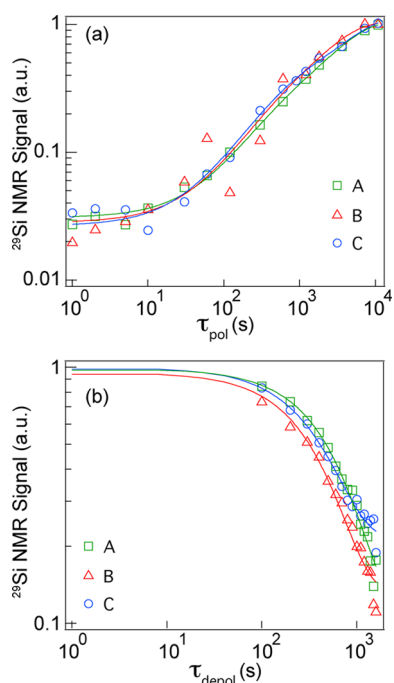 (a)
1
0.1
0.01
²⁹Si NMR Signal (a.u.)
A
B
C
10⁰ 10¹ 10² 10³ 10⁴
τpol (s)
(b)
1
0.1
²⁹Si NMR Signal (a.u.)
A
B
C
10⁰ 10¹ 10² 10³
τdepol (s)